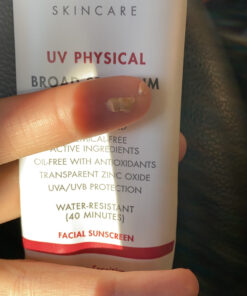 SKINCARE
UV PHYSICAL
BROAD
ACTIVE INGREDIENTS
OIL-FREE WITH ANTIOXIDANTS
TRANSPARENT ZINC OXIDE
UVA/UVB PROTECTION
WATER-RESISTANT
(40 MINUTES)
FACIAL SUNSCREEN